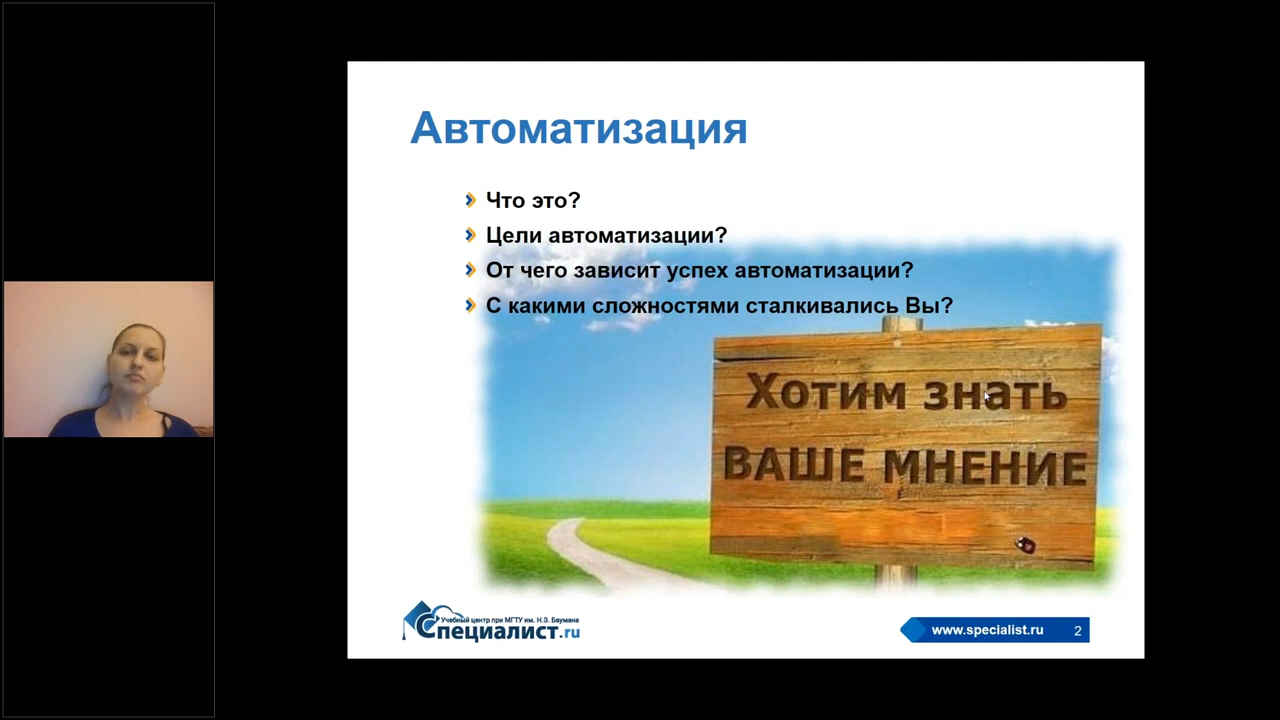 Автоматизация
Что это?
Цели автоматизации?
От чего зависит успех автоматизации?
С какими сложностями сталкивались Вы?
Хотим знать
ВАШЕ МНЕНИЕ
Учебный центр при МГТУ им. Н.Э. Баумана
Специалист.ru
www.specialist.ru 2